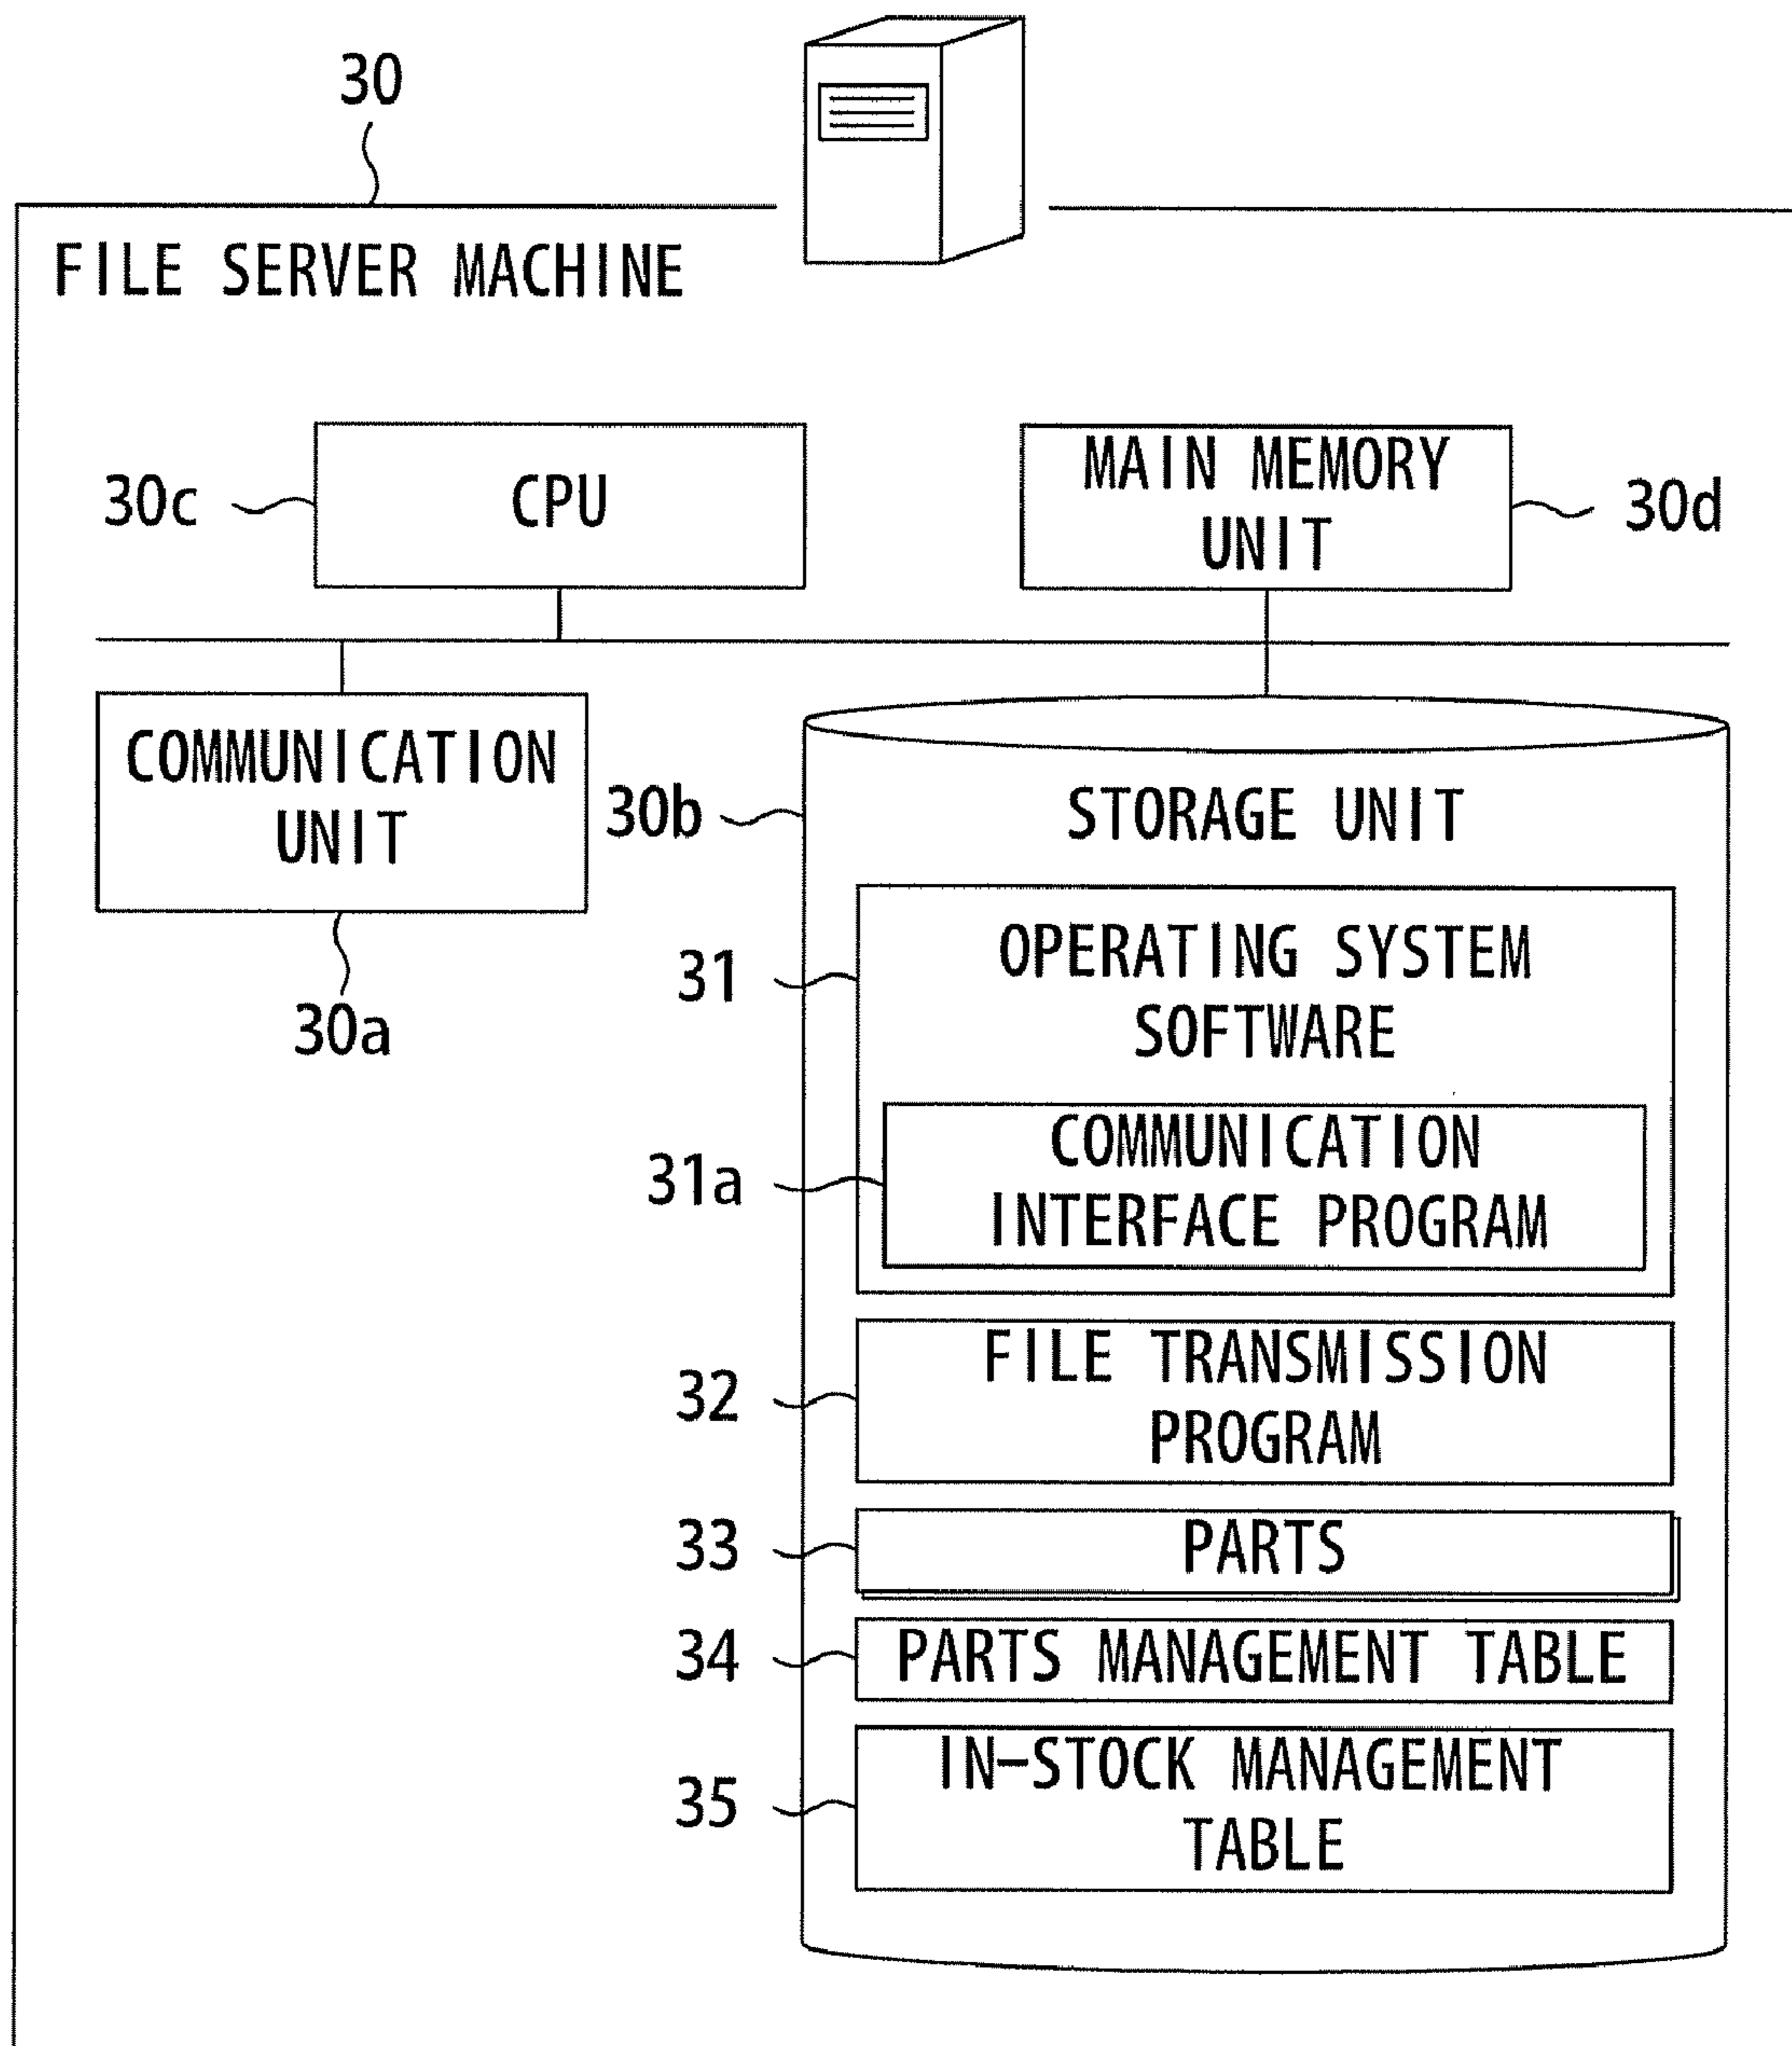 30
FILE SERVER MACHINE
30c
CPU
MAIN MEMORY
UNIT
30d
COMMUNICATION
UNIT
30a
30b
STORAGE UNIT
31
OPERATING SYSTEM
SOFTWARE
31a
COMMUNICATION
INTERFACE PROGRAM
32
FILE TRANSMISSION
PROGRAM
33
PARTS
34
PARTS MANAGEMENT TABLE
35
IN-STOCK MANAGEMENT
TABLE